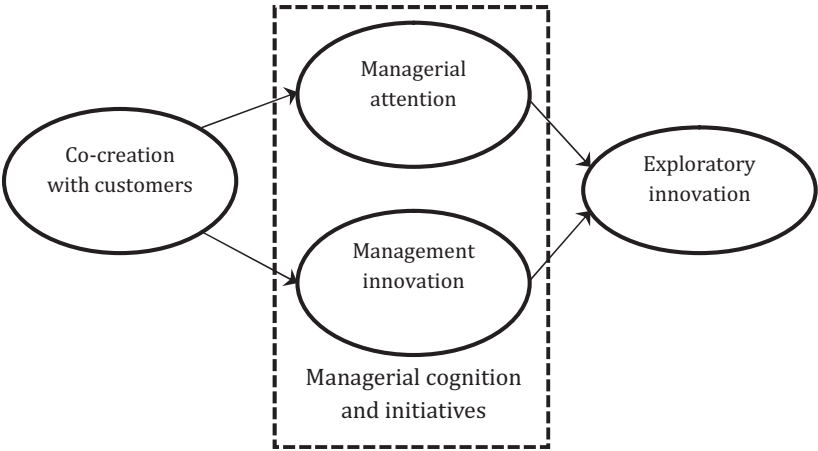 Co-creation
with customers
Managerial
attention
Management
innovation
Managerial cognition
and initiatives
Exploratory
innovation